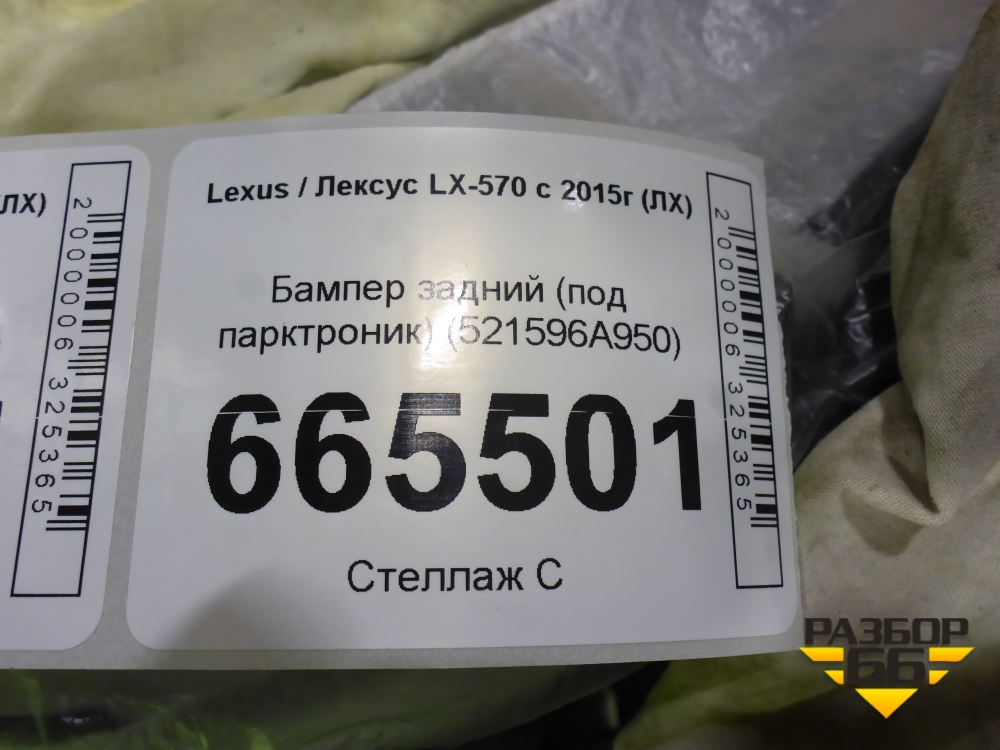 ЛХ)
2000006325365
Lexus / Лексус LX-570 с 2015г (ЛХ)
Бампер задний (под
парктроник) (521596A950)
665501
Стеллаж С
2000006325365
РАЗБОР
66